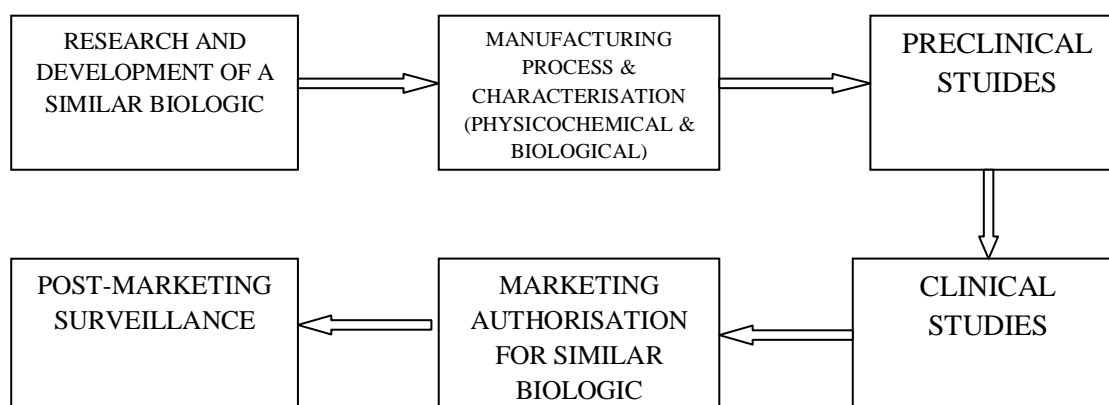 RESEARCH AND
DEVELOPMENT OF A
SIMILAR BIOLOGIC
MANUFACTURING
PROCESS &
CHARACTERISATION
(PHYSICOCHEMICAL &
BIOLOGICAL)
PRECLINICAL
STUIDES
CLINICAL
STUDIES
MARKETING
AUTHORISATION
FOR SIMILAR
BIOLOGIC
POST-MARKETING
SURVEILLANCE